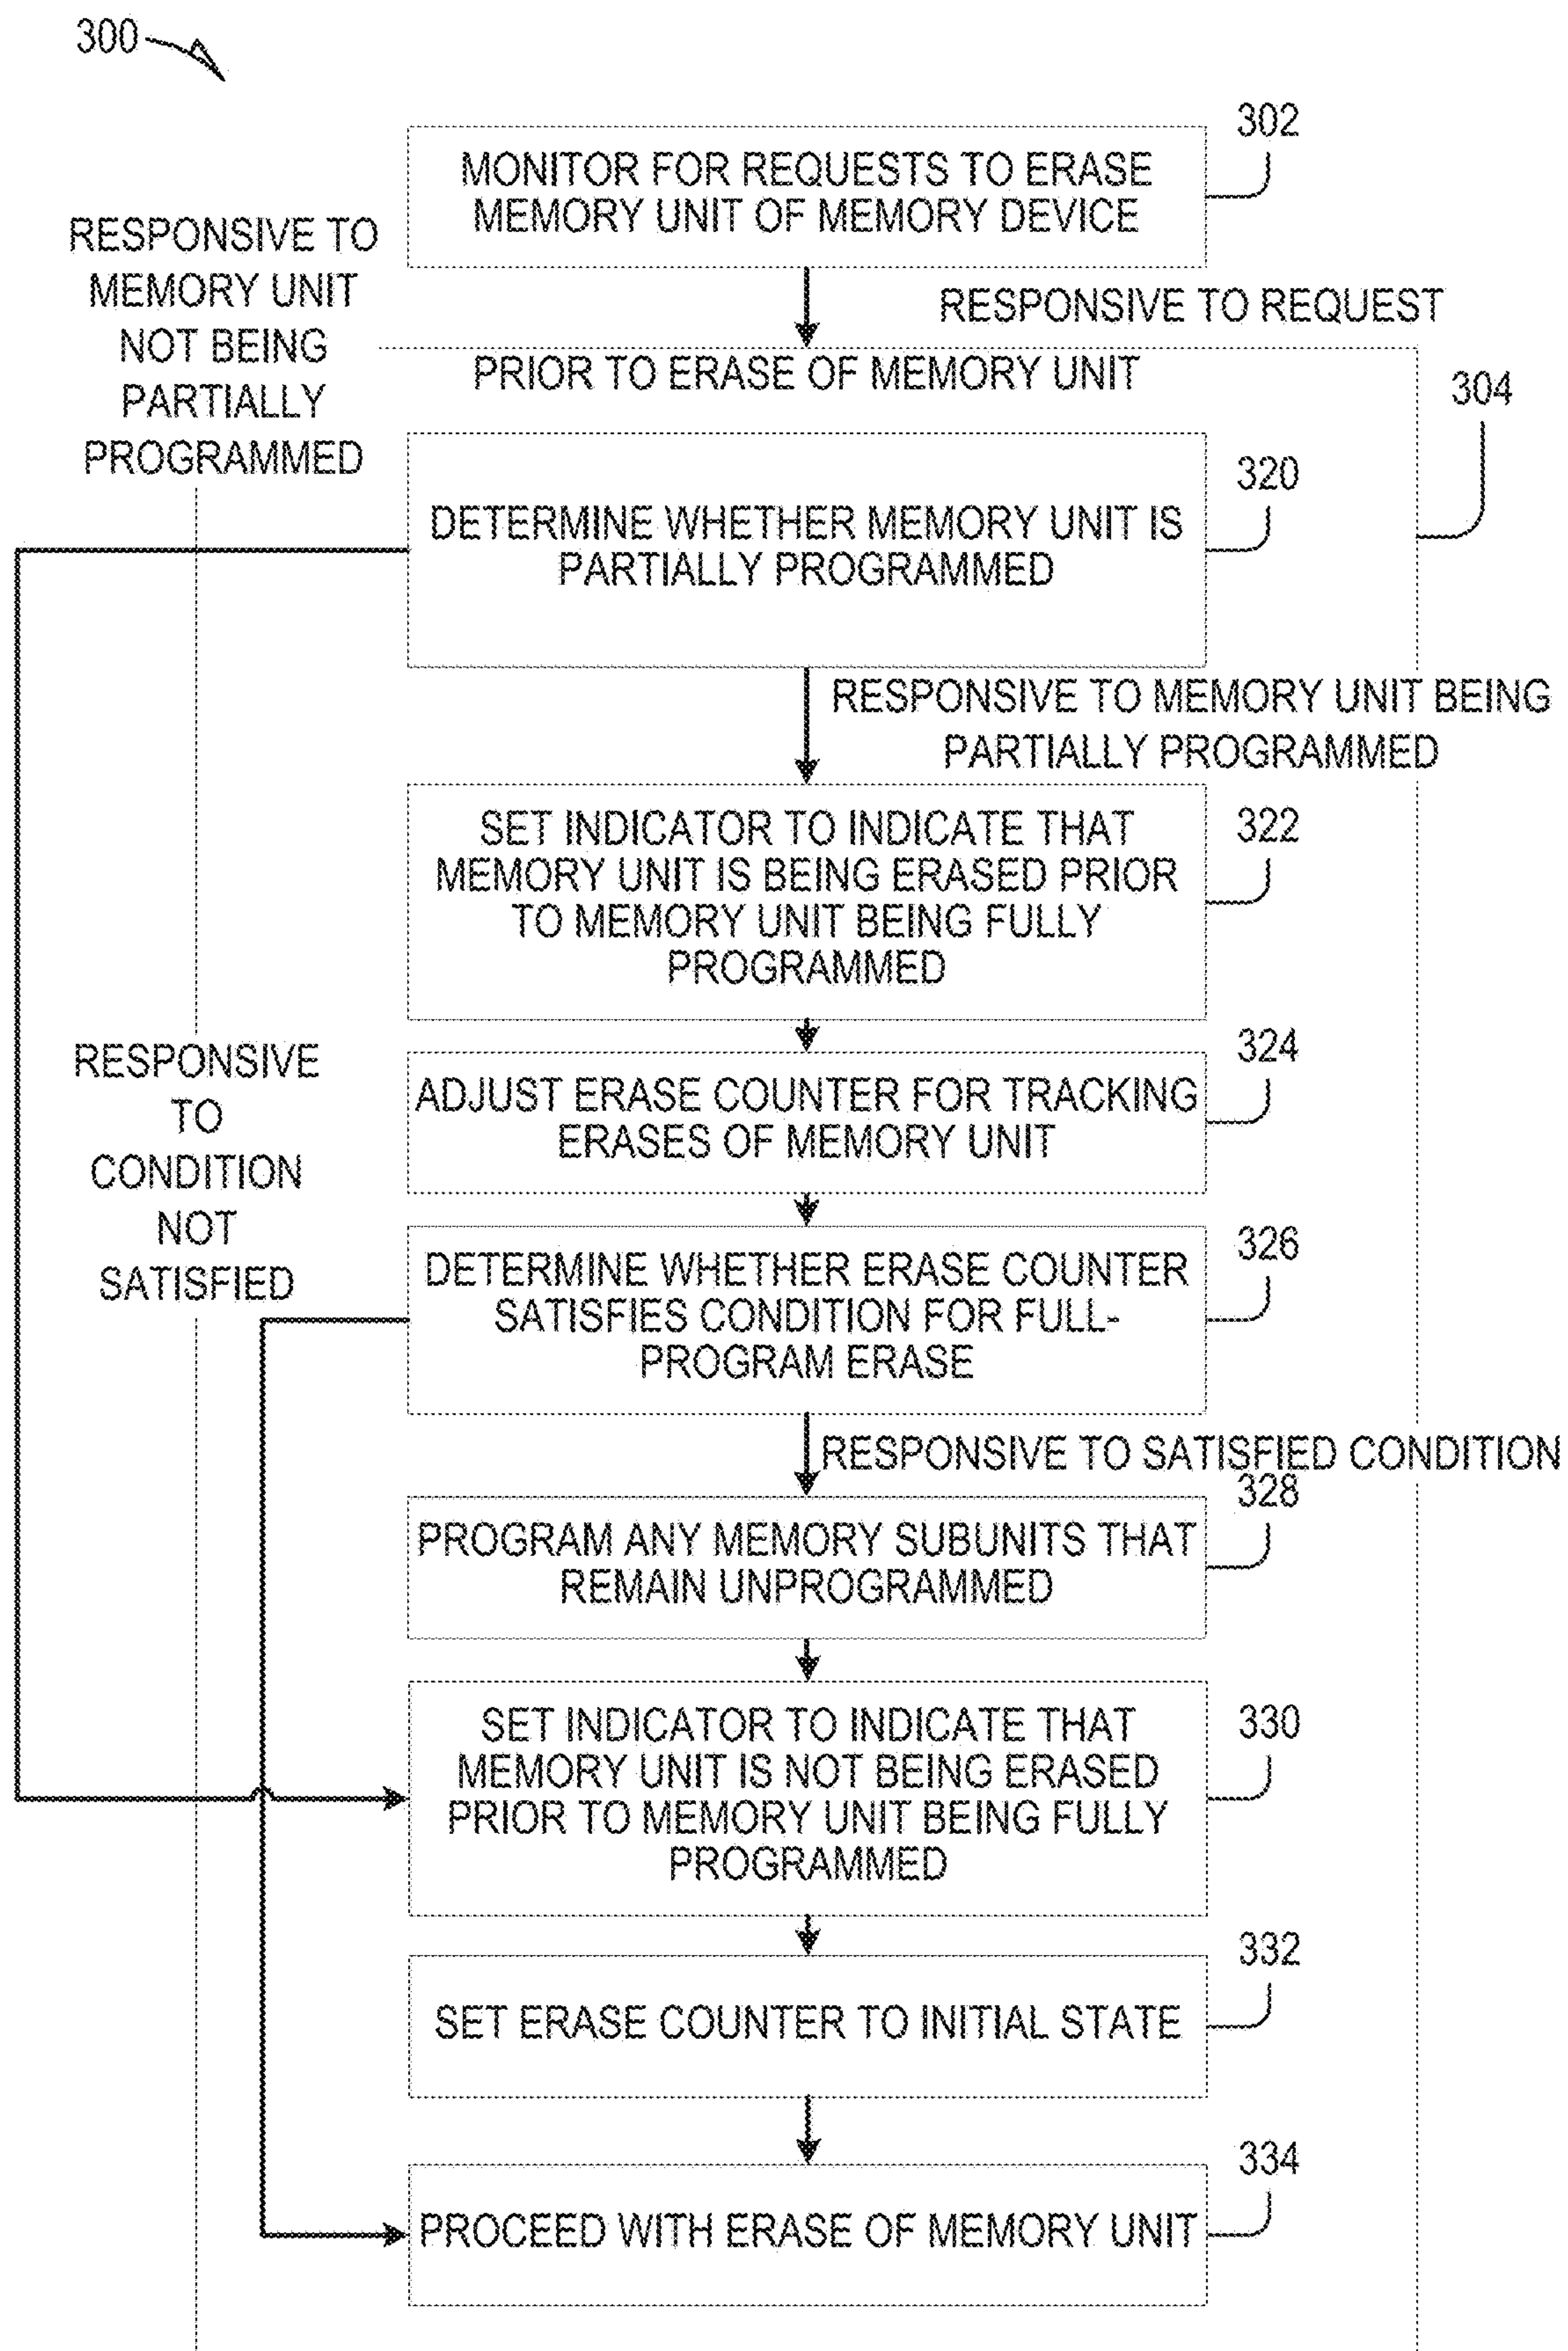 300
302
MONITOR FOR REQUESTS TO ERASE
MEMORY UNIT OF MEMORY DEVICE
RESPONSIVE TO
MEMORY UNIT
NOT BEING
PARTIALLY
PROGRAMMED
RESPONSIVE TO REQUEST
PRIOR TO ERASE OF MEMORY UNIT
304
320
DETERMINE WHETHER MEMORY UNIT IS
PARTIALLY PROGRAMMED
RESPONSIVE TO MEMORY UNIT BEING
PARTIALLY PROGRAMMED
322
SET INDICATOR TO INDICATE THAT
MEMORY UNIT IS BEING ERASED PRIOR
TO MEMORY UNIT BEING FULLY
PROGRAMMED
324
ADJUST ERASE COUNTER FOR TRACKING
ERASES OF MEMORY UNIT
RESPONSIVE
TO
CONDITION
NOT
SATISFIED
326
DETERMINE WHETHER ERASE COUNTER
SATISFIES CONDITION FOR FULL-
PROGRAM ERASE
RESPONSIVE TO SATISFIED CONDITION
328
PROGRAM ANY MEMORY SUBUNITS THAT
REMAIN UNPROGRAMMED
330
SET INDICATOR TO INDICATE THAT
MEMORY UNIT IS NOT BEING ERASED
PRIOR TO MEMORY UNIT BEING FULLY
PROGRAMMED
332
SET ERASE COUNTER TO INITIAL STATE
334
PROCEED WITH ERASE OF MEMORY UNIT